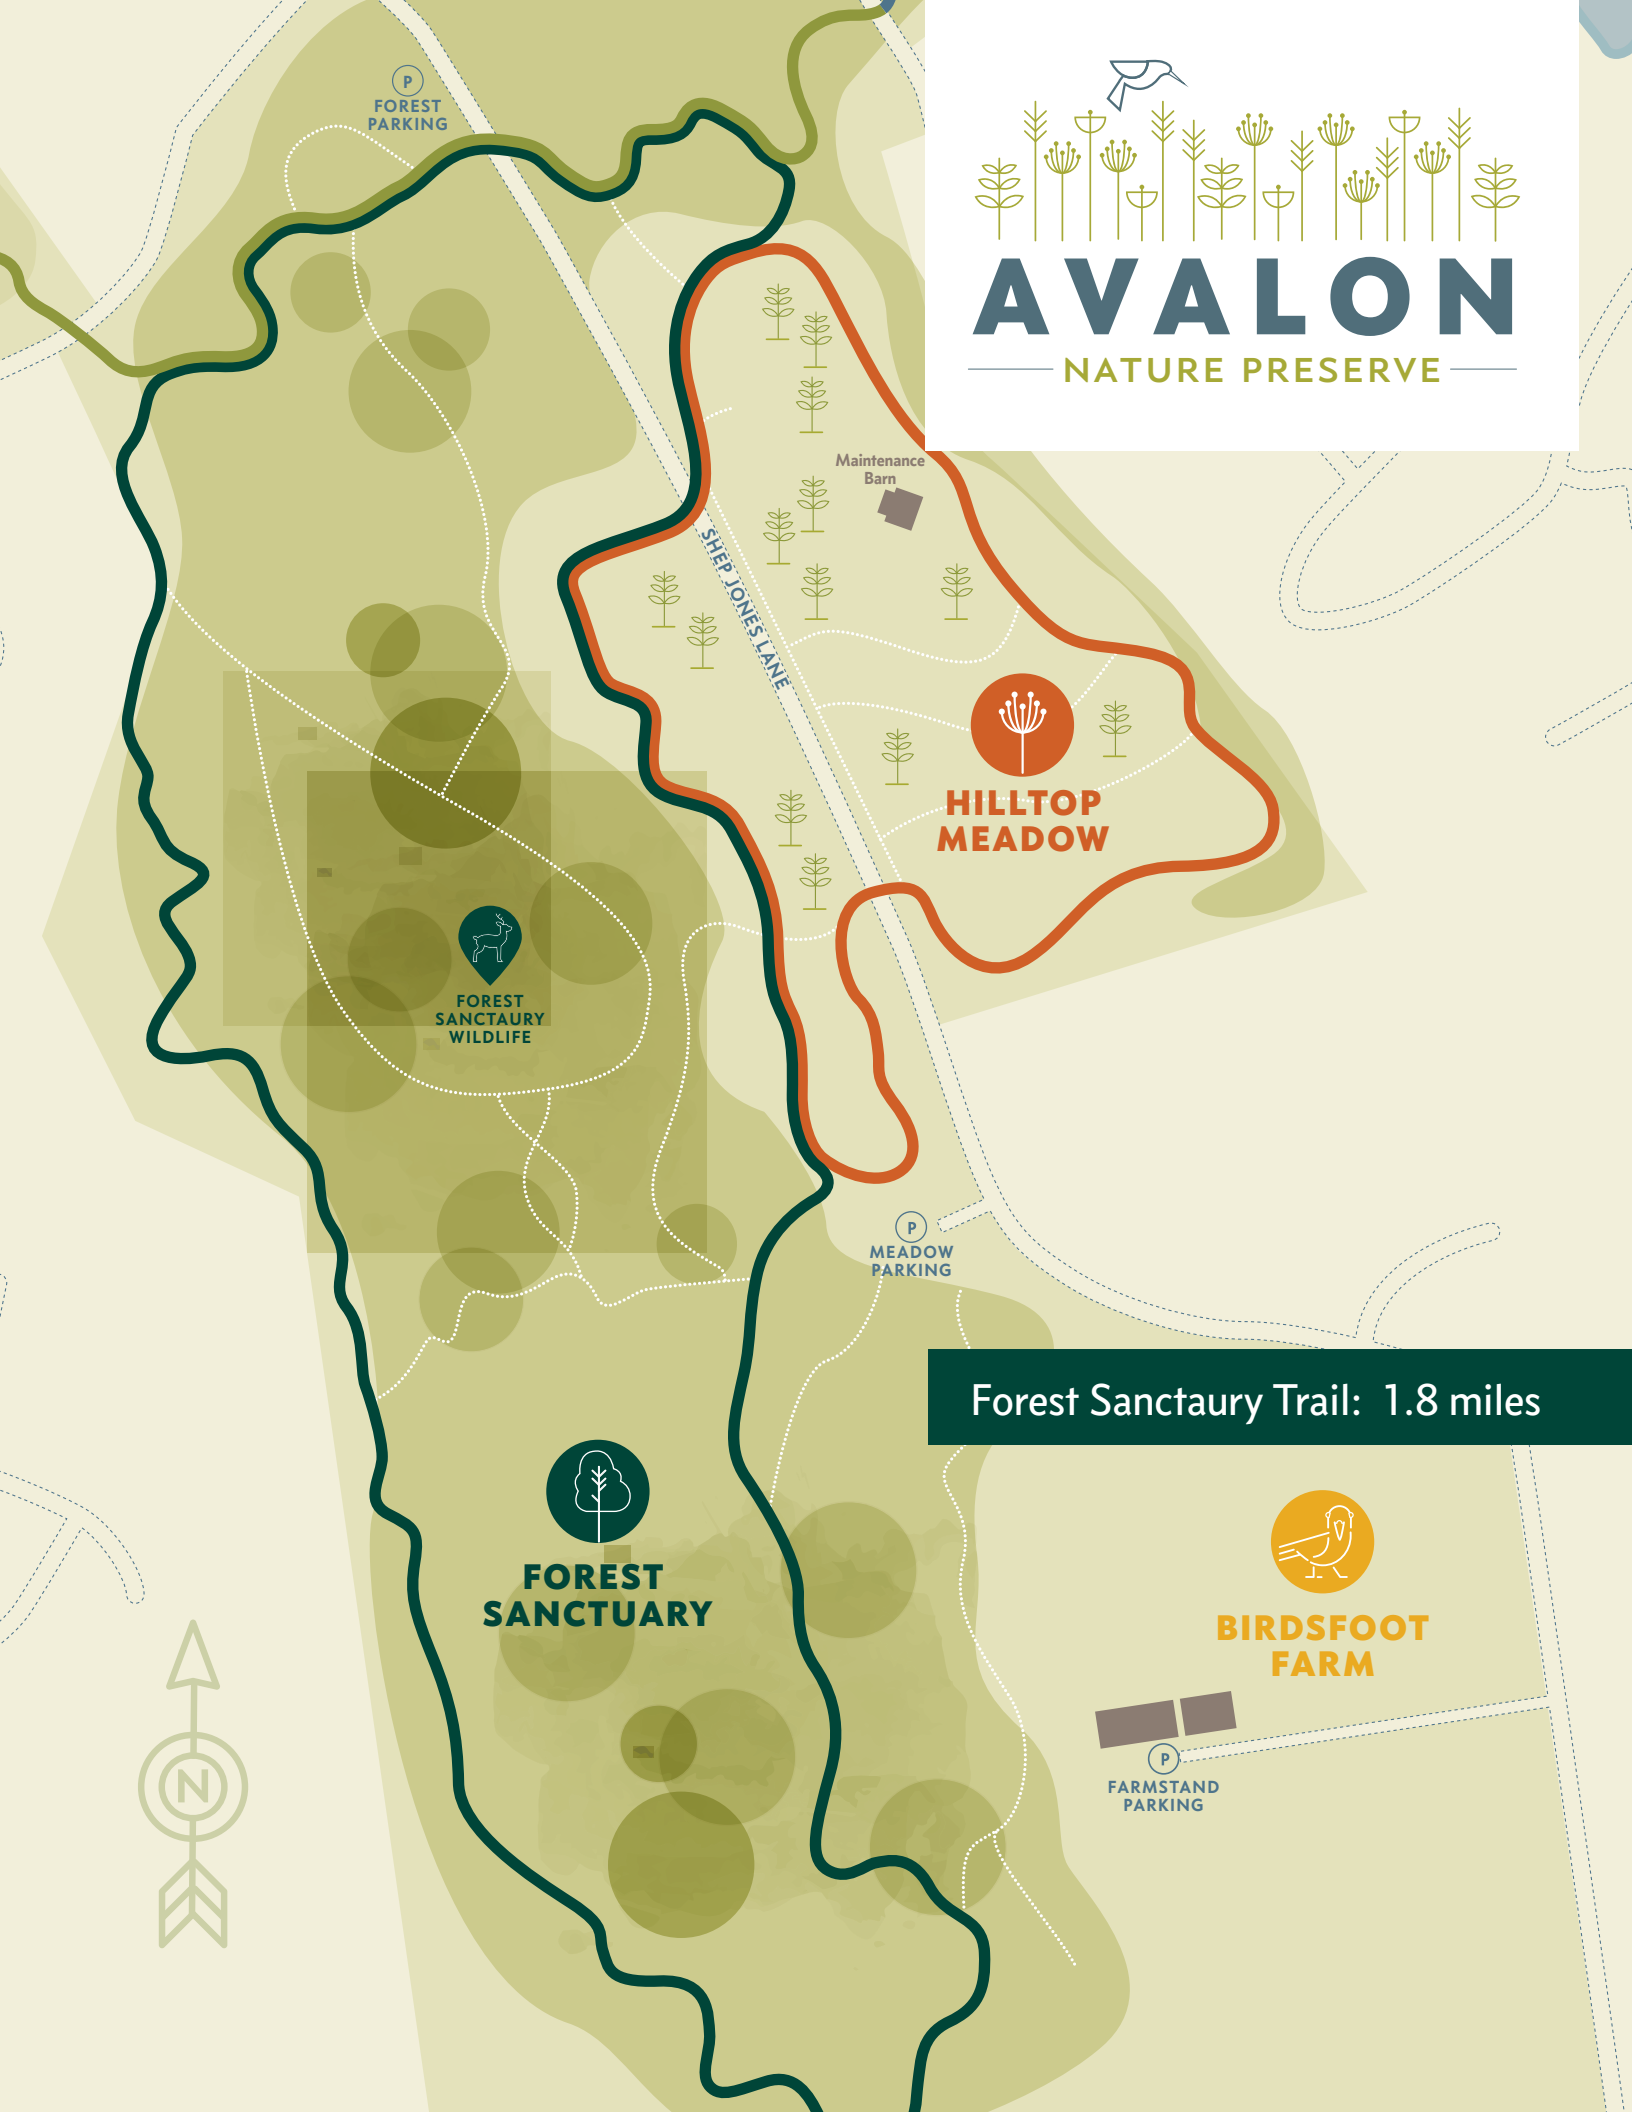 P
FOREST
PARKING
AVALON
NATURE PRESERVE
Maintenance
Barn
SHEP JONES LANE
HILLTOP
MEADOW
FOREST
SANCTAURY
WILDLIFE
P
MEADOW
PARKING
Forest Sanctaury Trail: 1.8 miles
FOREST
SANCTUARY
BIRDSFOOT
FARM
P
FARMSTAND
PARKING
N